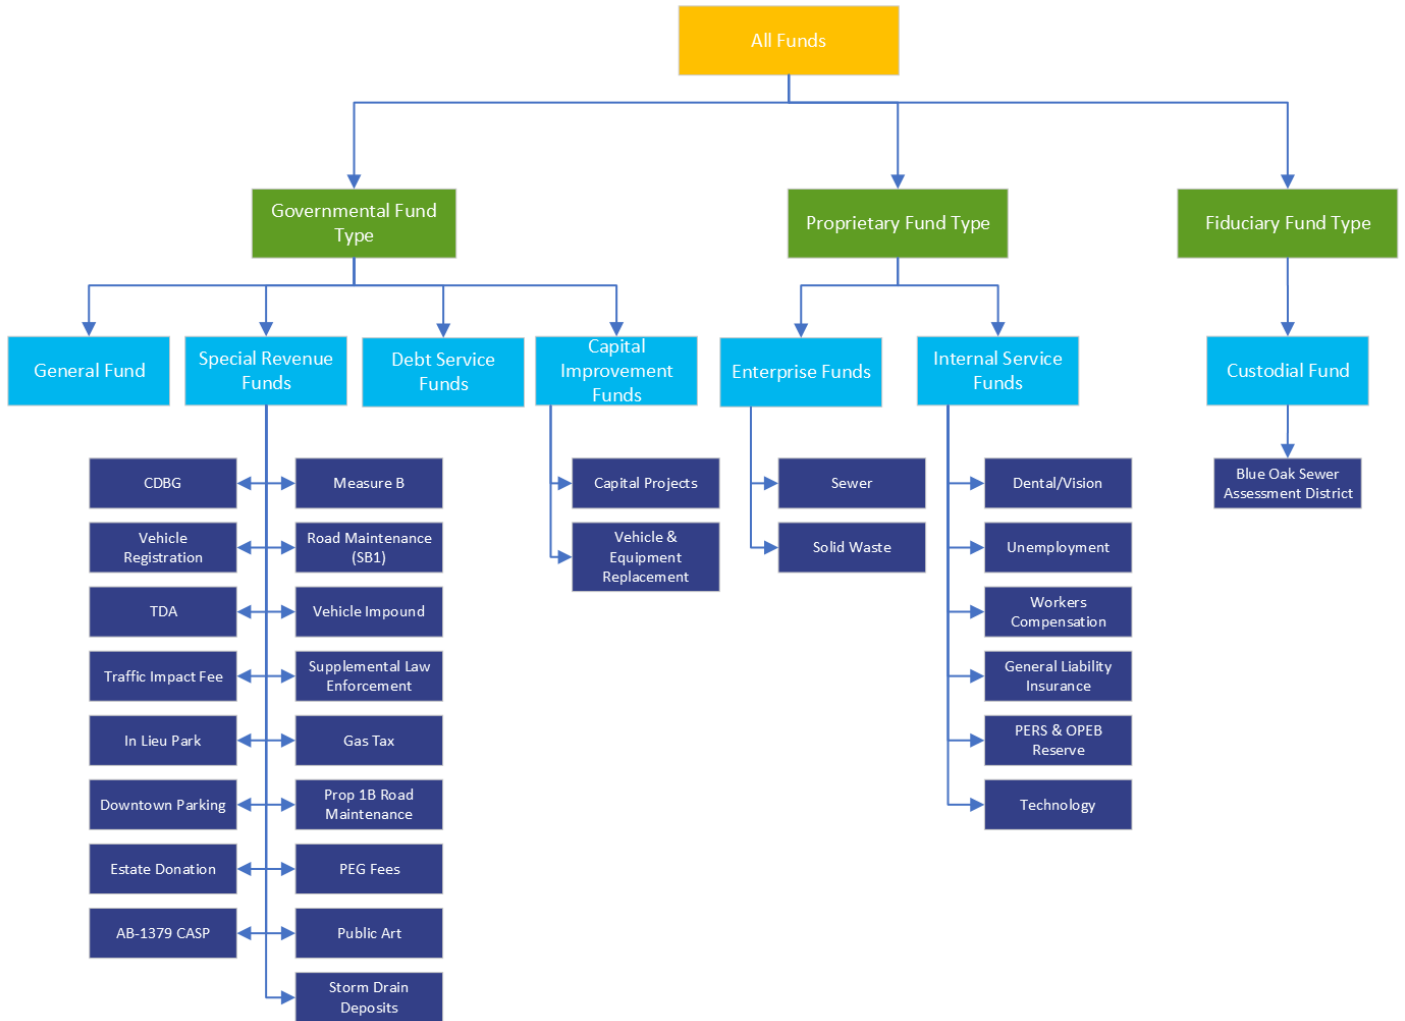 All Funds
Governmental Fund
Type
Proprietary Fund Type
Fiduciary Fund Type
General Fund
Special Revenue
Funds
Debt Service
Funds
Capital
Improvement
Funds
Enterprise Funds
Internal Service
Funds
Custodial Fund
CDBG
Measure B
Vehicle
Registration
Road Maintenance
(SB1)
TDA
Vehicle Impound
Traffic Impact Fee
Supplemental Law
Enforcement
In Lieu Park
Gas Tax
Downtown Parking
Prop 1B Road
Maintenance
Estate Donation
PEG Fees
AB-1379 CASP
Public Art
Storm Drain
Deposits
Capital Projects
Vehicle &
Equipment
Replacement
Sewer
Solid Waste
Dental/Vision
Unemployment
Workers
Compensation
General Liability
Insurance
PERS & OPEB
Reserve
Technology
Blue Oak Sewer
Assessment District